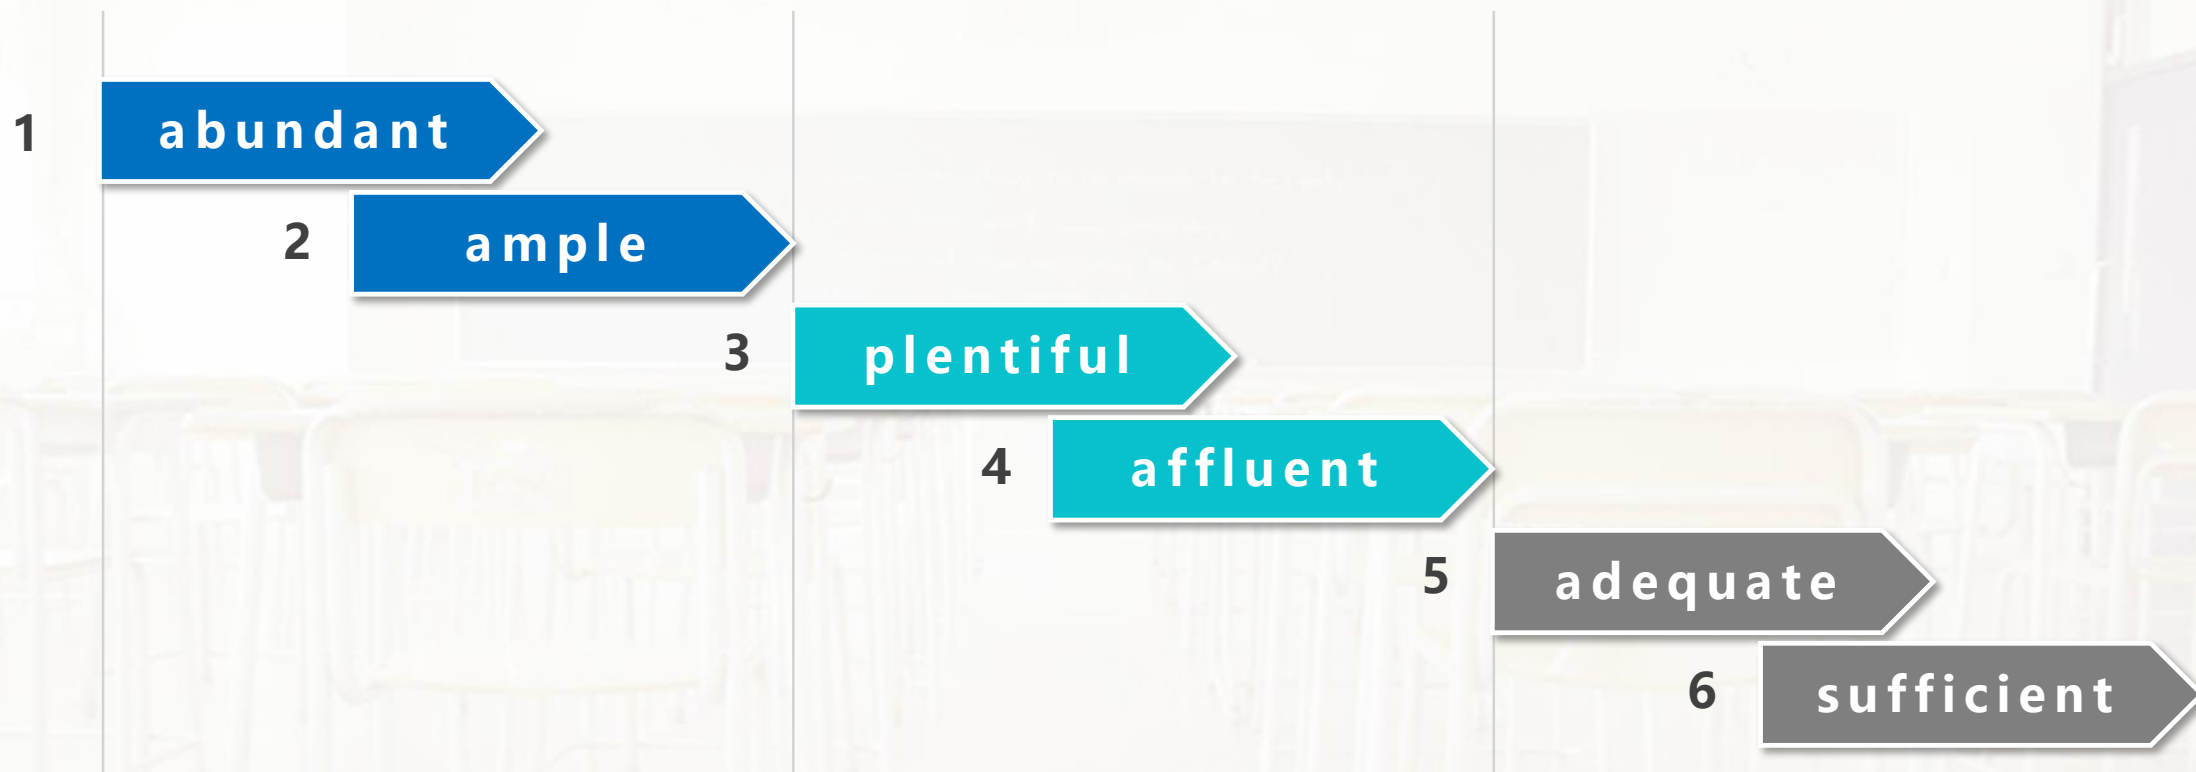 1 abundant
2 ample
3 plentiful
4 affluent
5 adequate
6 sufficient